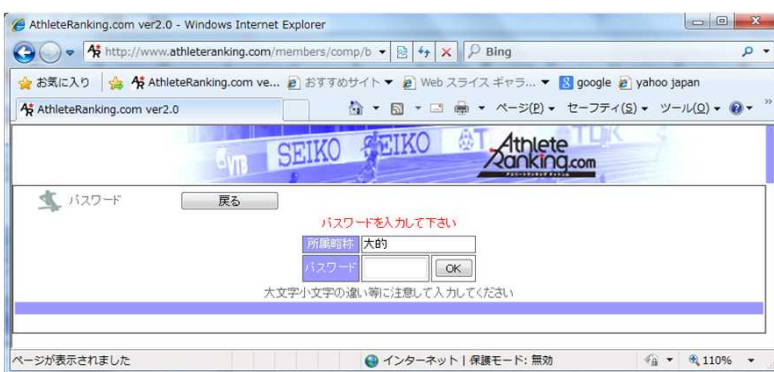 AthleteRanking.com ver2.0 - Windows Internet Explorer
http://www.athleteranking.com/members/comp/b
Bing
お気に入り AthleteRanking.com ve... おすすめサイト Web スライス ギャラ... google yahoo japan
AthleteRanking.com ver2.0 ページ(P) セーフティ(S) ツール(O) »
VTB SEIKO SEIKO AT
Athlete
Ranking.com
パスワード 戻る
パスワードを入力して下さい
所属略称 大的
パスワード OK
大文字小文字の違い等に注意して入力してください
ページが表示されました インターネット | 保護モード: 無効 110%